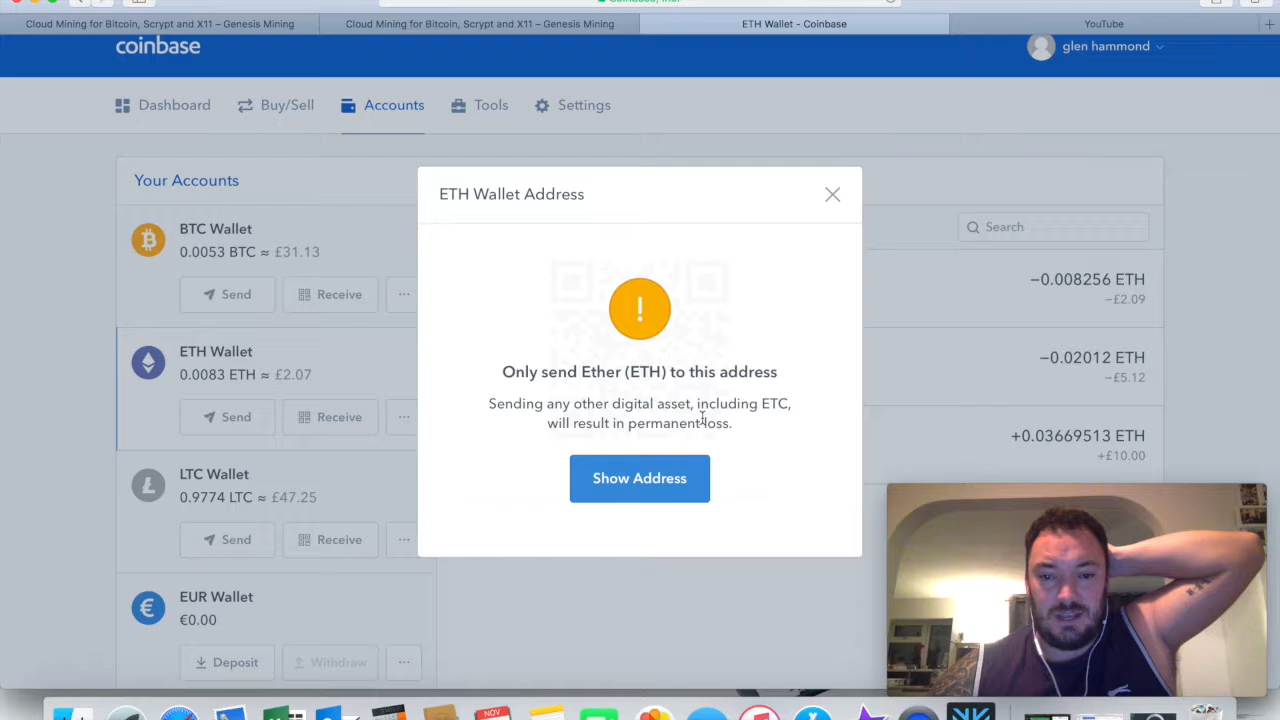 Coinbase, Inc.
Cloud Mining for Bitcoin, Scrypt and X11 – Genesis Mining
Cloud Mining for Bitcoin, Scrypt and X11 – Genesis Mining
ETH Wallet - Coinbase
YouTube
coinbase
glen hammond
Dashboard
Buy/Sell
Accounts
Tools
Settings
Your Accounts
BTC Wallet
0.0053 BTC ≈ £31.13
Send
Receive
ETH Wallet
0.0083 ETH ≈ £2.07
Send
Receive
LTC Wallet
0.9774 LTC ≈ £47.25
Send
Receive
EUR Wallet
€0.00
Deposit
Withdraw
ETH Wallet Address
Only send Ether (ETH) to this address
Sending any other digital asset, including ETC,
will result in permanent loss.
Show Address
Search
−0.008256 ETH
−£2.09
−0.02012 ETH
−£5.12
+0.03669513 ETH
+£10.00
NOV